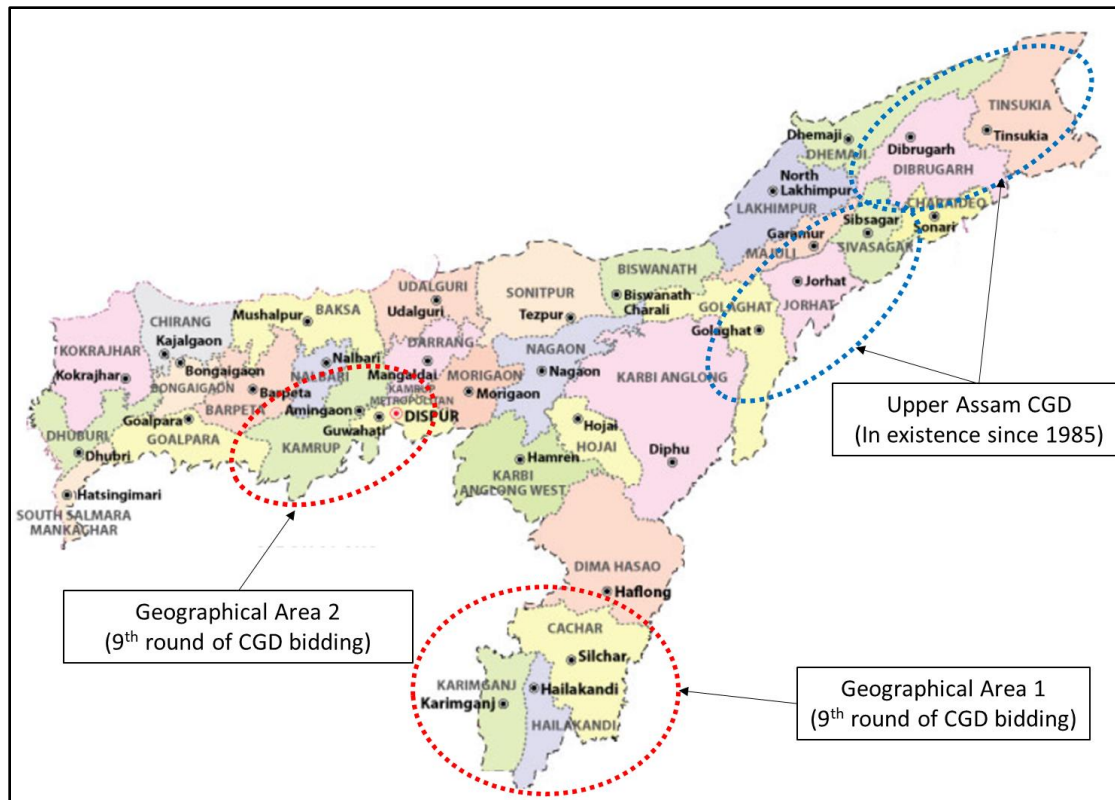 TINSUKIA
Tinsukia
Dhemaji
DHEMAJI
Dibrugarh
DIBRUGARH
North
Lakhimpur
LAKHIMPUR
CHARAIDEO
Sonari
Sibsagar
SIVASAGAR
Garamur
MAJULI
Jorhat
JORHAT
BISWANATH
Biswanath
Charali
GOLAGHAT
Golaghat
UDALGURI
Udalguri
SONITPUR
Tezpur
BAKSA
Mushalpur
CHIRANG
Kajalgaon
KOKRAJHAR
Kokrajhar
Bongaigaon
BONGAIGAON
NALBARI
Nalbari
DARRANG
Mangaldai
NAGAON
Nagaon
KARBI ANGLONG
MORIGAON
Morigaon
KAMRUP
METROPOLITAN
DISPUR
Barpeta
BARPETA
Amingaon
Guwahati
Goalpara
GOALPARA
KAMRUP
DHUBURI
Dhubri
Hojai
HOJAI
Diphu
Hamren
KARBI
ANGLONG WEST
Hatsingimari
SOUTH SALMARA
MANKACHAR
Upper Assam CGD
(In existence since 1985)
DIMA HASAO
Haflong
Geographical Area 2
(9th round of CGD bidding)
CACHAR
Silchar
KARIMGANJ
Karimganj
Hailakandi
HAILAKANDI
Geographical Area 1
(9th round of CGD bidding)